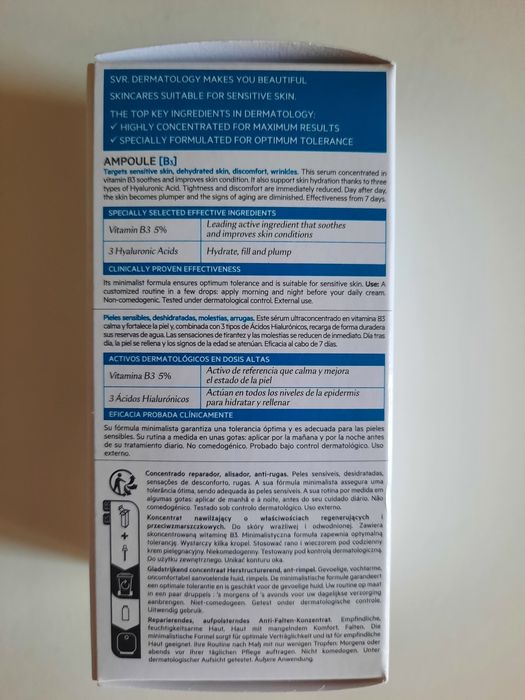 SVR. DERMATOLOGY MAKES YOU BEAUTIFUL
SKINCARES SUITABLE FOR SENSITIVE SKIN.
THE TOP KEY INGREDIENTS IN DERMATOLOGY:
✓ HIGHLY CONCENTRATED FOR MAXIMUM RESULTS
✓ SPECIALLY FORMULATED FOR OPTIMUM TOLERANCE
AMPOULE [B3]
Targets sensitive skin, dehydrated skin, discomfort, wrinkles. This serum concentrated in
vitamin B3 soothes and improves skin condition. It also support skin hydration thanks to three
types of Hyaluronic Acid. Tightness and discomfort are immediately reduced. Day after day,
the skin becomes plumper and the signs of aging are diminished. Effectiveness from 7 days.
SPECIALLY SELECTED EFFECTIVE INGREDIENTS
Vitamin B3 5% Leading active ingredient that soothes
and improves skin conditions
3 Hyaluronic Acids Hydrate, fill and plump
CLINICALLY PROVEN EFFECTIVENESS
Its minimalist formula ensures optimum tolerance and is suitable for sensitive skin. Use: A
customized routine in a few drops: apply morning and night before your daily cream.
Non-comedogenic. Tested under dermatological control. External use.
Pieles sensibles, deshidratadas, molestias, arrugas. Este sérum ultraconcentrado en vitamina B3
calma y fortalece la piel y, combinada con 3 tipos de Ácidos Hialurónicos, recarga de forma duradera
sus reservas de agua. Las sensaciones de tirantez y las molestias se reducen de inmediato. Día tras
día, la piel se rellena y los signos de la edad se atenúan. Eficacia al cabo de 7 días.
ACTIVOS DERMATOLÓGICOS EN DOSIS ALTAS
Vitamina B3 5% Activo de referencia que calma y mejora
el estado de la piel
3 Ácidos Hialurónicos Actúan en todos los niveles de la epidermis
para hidratar y rellenar
EFICACIA PROBADA CLÍNICAMENTE
Su fórmula minimalista garantiza una tolerancia óptima y es adecuada para las pieles
sensibles. Su rutina a medida en unas gotas: aplicar por la mañana y por la noche antes
de su tratamiento diario. No comedogénico. Probado bajo control dermatológico. Uso
externo.
Concentrado reparador, alisador, anti-rugas. Peles sensíveis, desidratadas,
sensações de desconforto, rugas. A sua fórmula minimalista assegura uma
tolerância ótima, sendo adequada às peles sensíveis. A sua rotina por medida em
algumas gotas: aplicar de manhã e à noite, antes do seu cuidado diário. Não
comedogénico. Testado sob controlo dermatológico. Uso externo.
Koncentrat nawilżający o właściwościach regenerujących i
przeciwzmarszczkowych. Do skóry wrażliwej i odwodnionej. Zawiera
skoncentrowaną witaminę B3. Minimalistyczna formuła zapewnia optymalną
tolerancję. Wystarczy kilka kropel. Stosować rano i wieczorem pod codzienny
krem pielęgnacyjny. Niekomedogenny. Testowany pod kontrolą dermatologiczną.
Do użytku zewnętrznego. Unikać konturu oka.
Gladstrijkend concentraat Herstructurerend, ant-rimpel. Gevoelige, vochtarme,
oncomfortabel aanvoelende huid, rimpels. De minimalistische formule garandeert
een optimale tolerantie en is geschikt voor de gevoelige huid. Uw routine op maat
in een paar druppels : 's morgens of 's avonds voor uw dagelijkse verzorging
aanbrengen. Niet-comedogeen. Getest onder dermatologische controle.
Uitwendig gebruik.
Reparierendes, aufpolsterndes Anti-Falten-Konzentrat. Empfindliche,
feuchtigkeitsarme Haut, Haut mit mangelndem Komfort, Falten. Die
minimalistische Formel sorgt für optimale Verträglichkeit und ist für empfindliche
Haut geeignet. Ihre Routine nach Maß mit nur wenigen Tropfen: Morgens oder
abends vor Ihrer täglichen Pflege auftragen. Nicht komedogen. Unter
dermatologischer Aufsicht getestet. Äußere Anwendung.